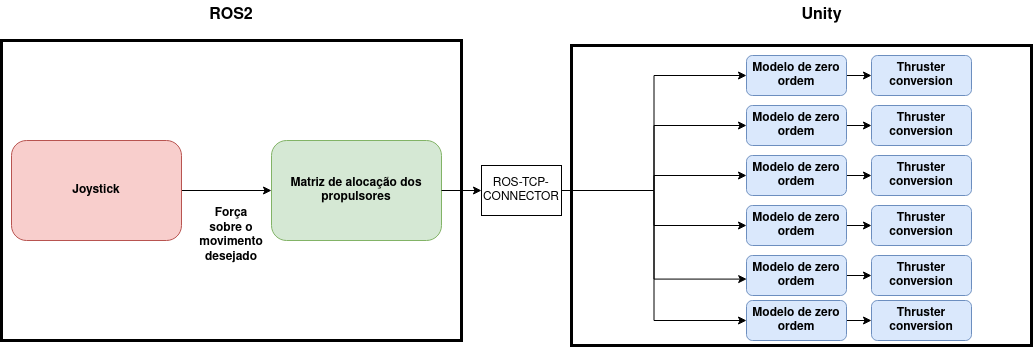 ROS2
Unity
Joystick
Força
sobre o
movimento
desejado
Matriz de alocação dos
propulsores
ROS-TCP-
CONNECTOR
Modelo de zero
ordem
Thruster
conversion
Modelo de zero
ordem
Thruster
conversion
Modelo de zero
ordem
Thruster
conversion
Modelo de zero
ordem
Thruster
conversion
Modelo de zero
ordem
Thruster
conversion
Modelo de zero
ordem
Thruster
conversion